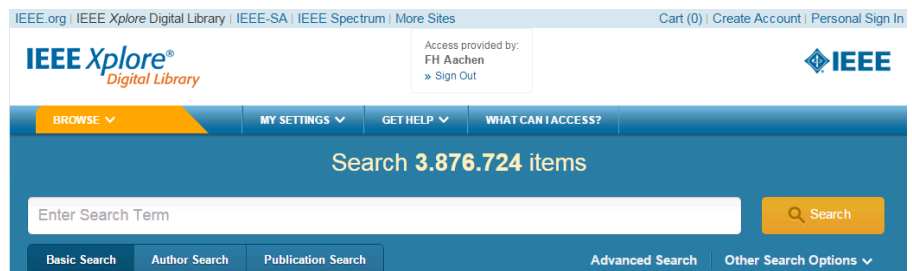 IEEE.org | IEEE Xplore Digital Library | IEEE-SA | IEEE Spectrum | More Sites
Cart (0) | Create Account | Personal Sign In
IEEE Xplore®
Digital Library
Access provided by:
FH Aachen
» Sign Out
IEEE
BROWSE
MY SETTINGS
GET HELP
WHAT CAN I ACCESS?
Search 3.876.724 items
Enter Search Term
Search
Basic Search
Author Search
Publication Search
Advanced Search
Other Search Options